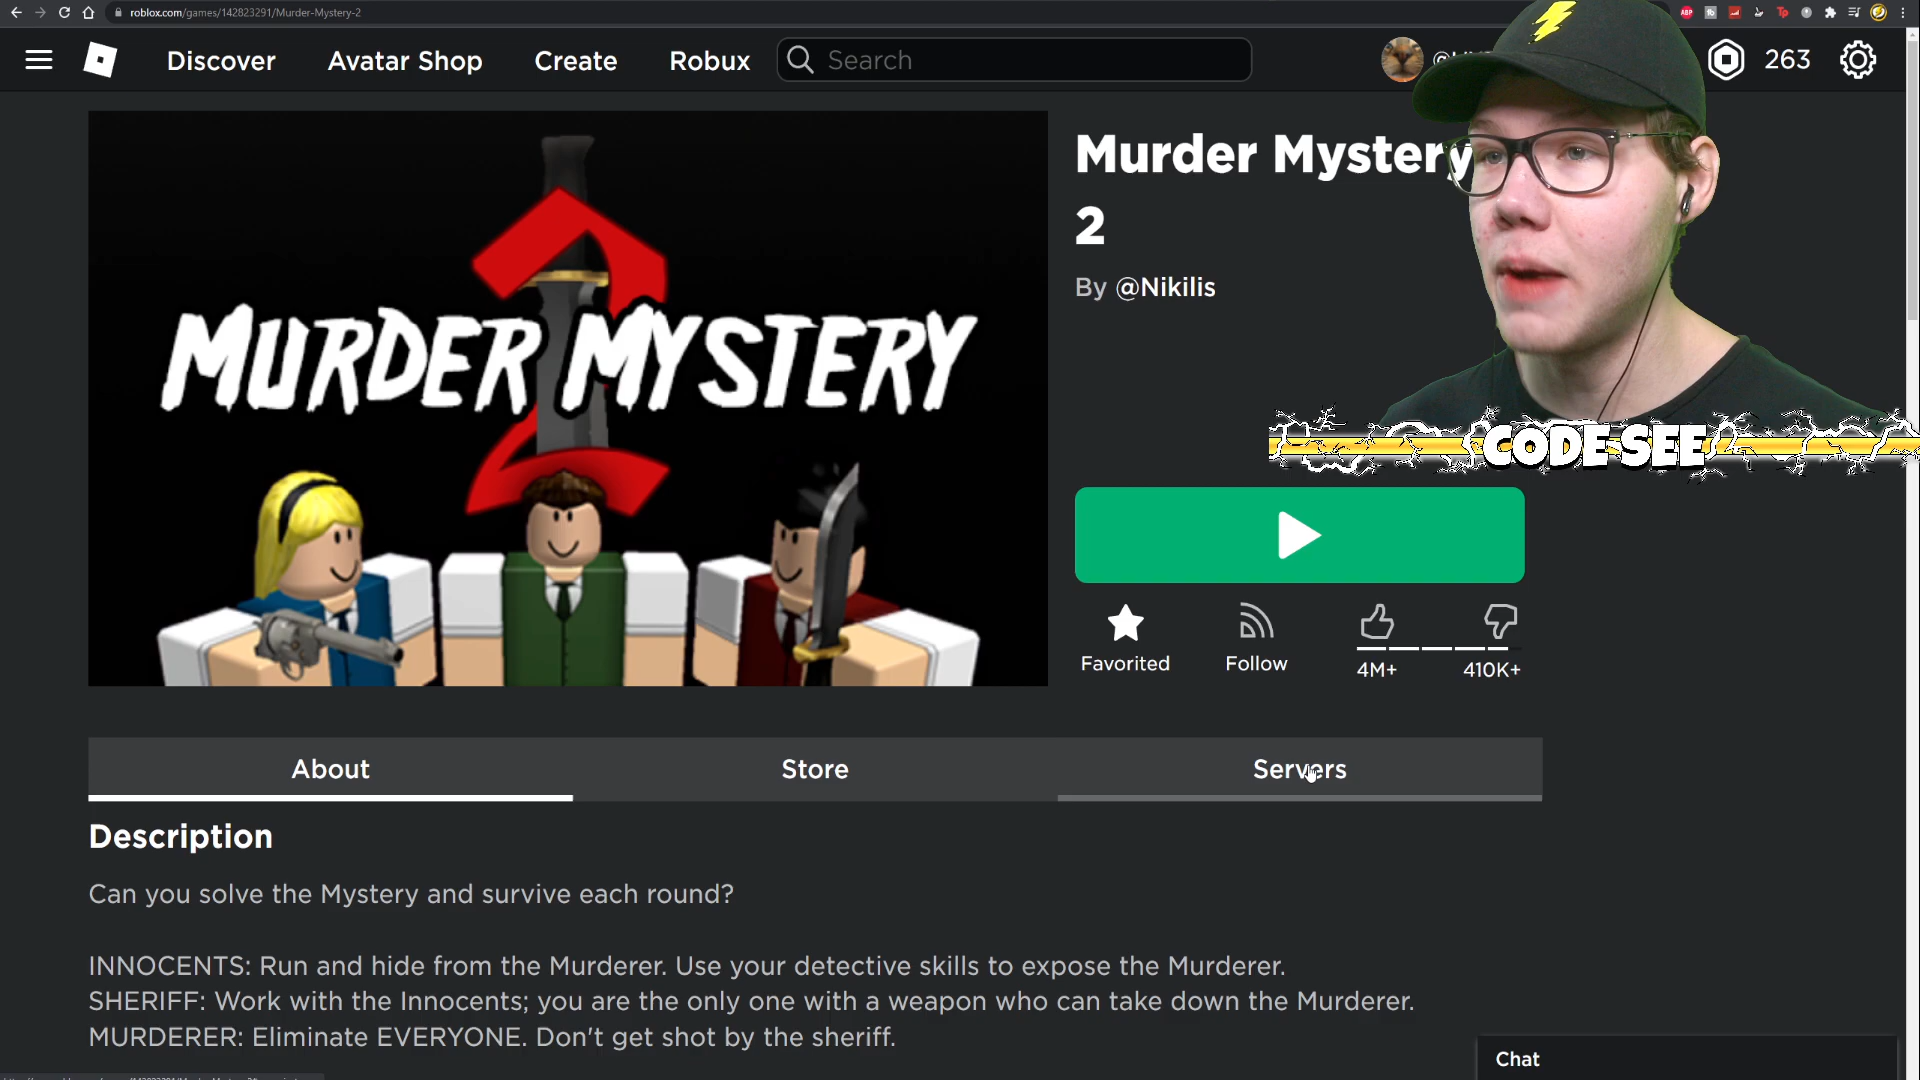 roblox.com/games/142823291/Murder-Mystery-2
Discover
Avatar Shop
Create
Robux
Search
263
MURDER MYSTERY
2
Murder Mystery
2
By @Nikilis
CODE SEE
Favorited
Follow
4M+
410K+
About
Store
Servers
Description
Can you solve the Mystery and survive each round?
INNOCENTS: Run and hide from the Murderer. Use your detective skills to expose the Murderer.
SHERIFF: Work with the Innocents; you are the only one with a weapon who can take down the Murderer.
MURDERER: Eliminate EVERYONE. Don't get shot by the sheriff.
Chat